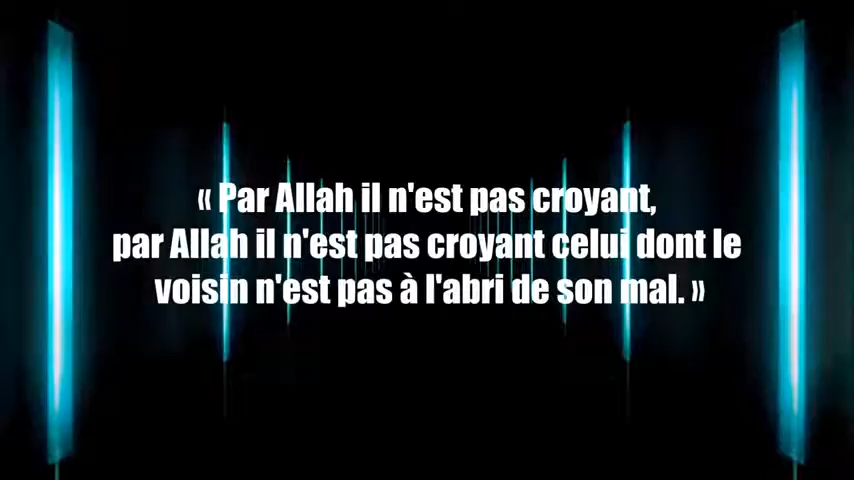 « Par Allah il n'est pas croyant,
par Allah il n'est pas croyant celui dont le
voisin n'est pas à l'abri de son mal. »